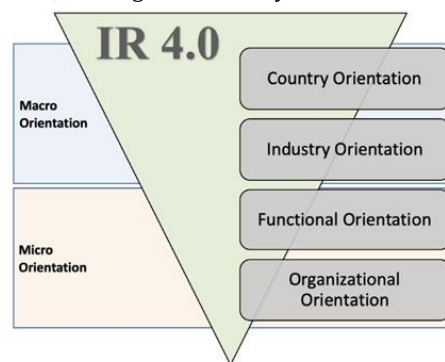 IR 4.0
Country Orientation
Macro
Orientation
Industry Orientation
Functional Orientation
Micro
Orientation
Organizational
Orientation